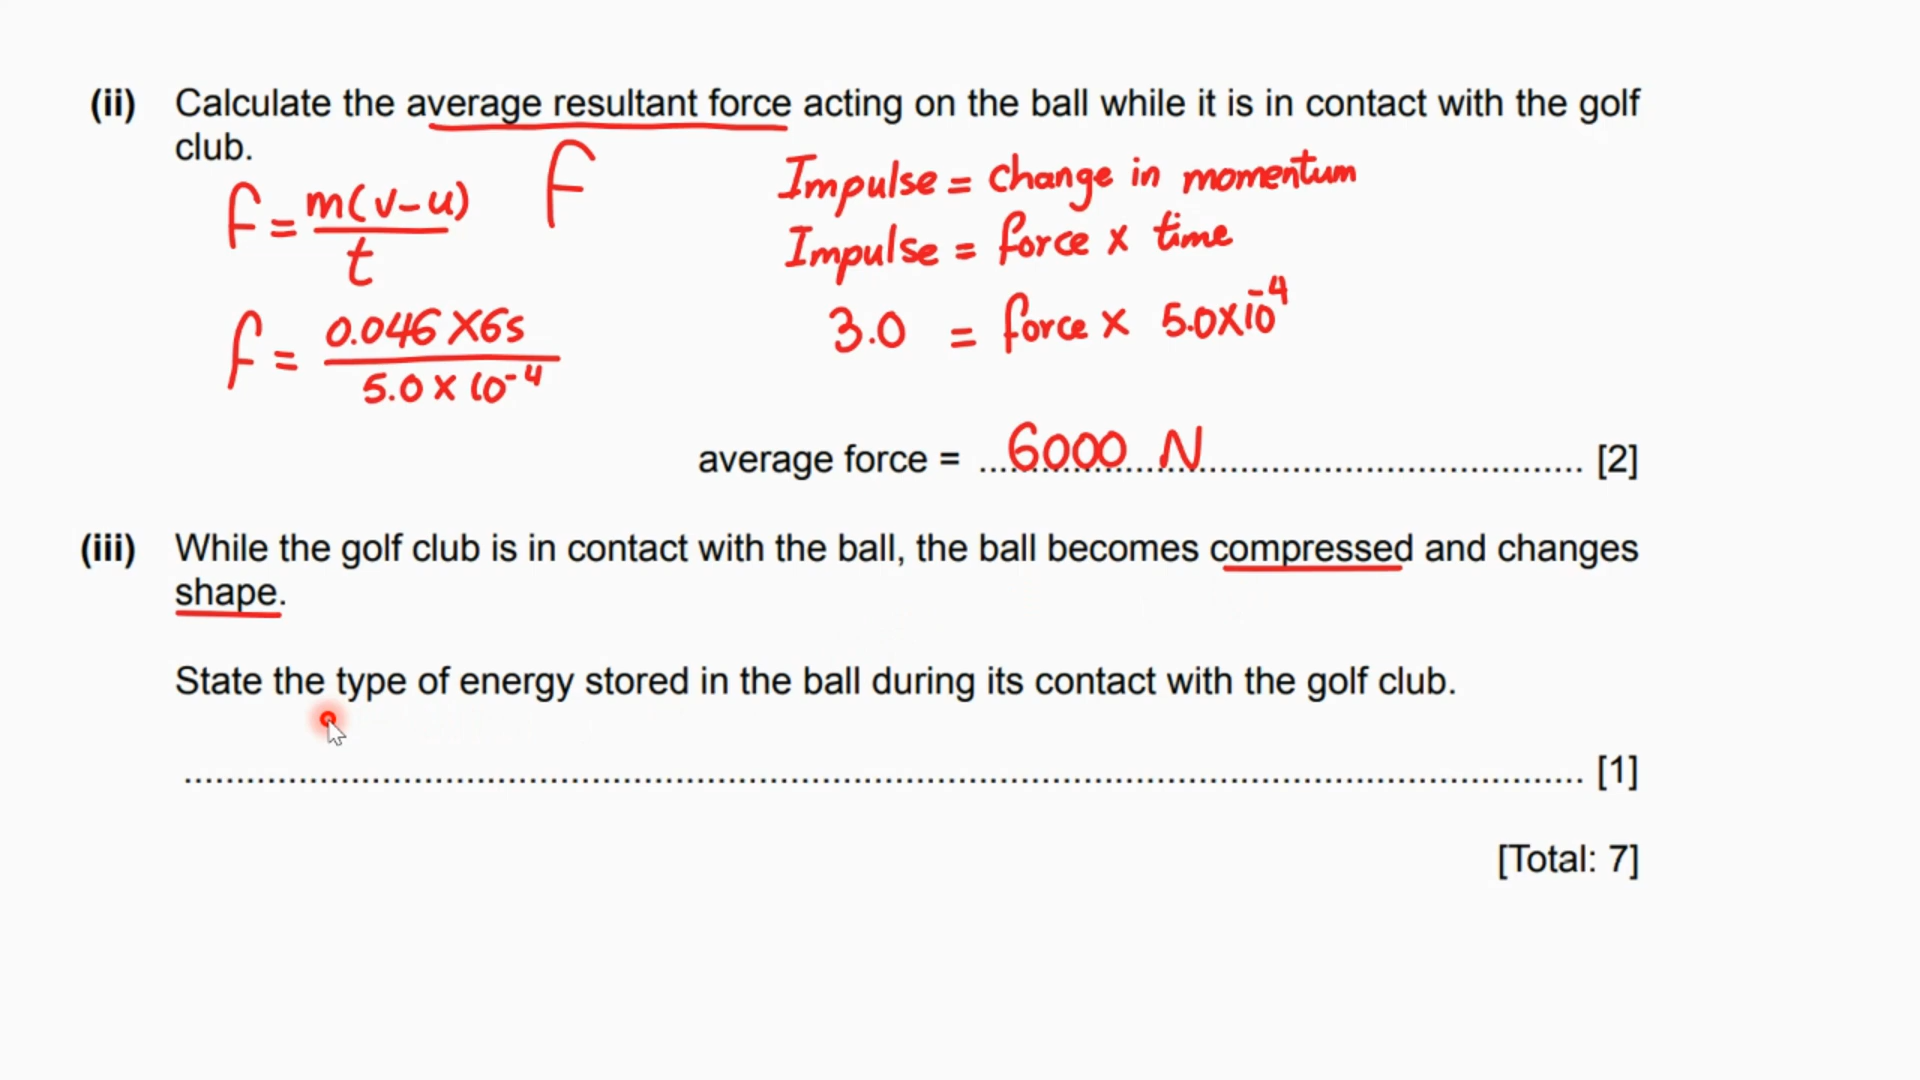 (ii) Calculate the average resultant force acting on the ball while it is in contact with the golf
club.
F = m(v-u) / t
F
Impulse = change in momentum
Impulse = force × time
F = 0.046 × 65 / 5.0 × 10⁻⁴
3.0 = force × 5.0×10⁻⁴
average force = 6000 N [2]
(iii) While the golf club is in contact with the ball, the ball becomes compressed and changes
shape.
State the type of energy stored in the ball during its contact with the golf club.
[1]
[Total: 7]